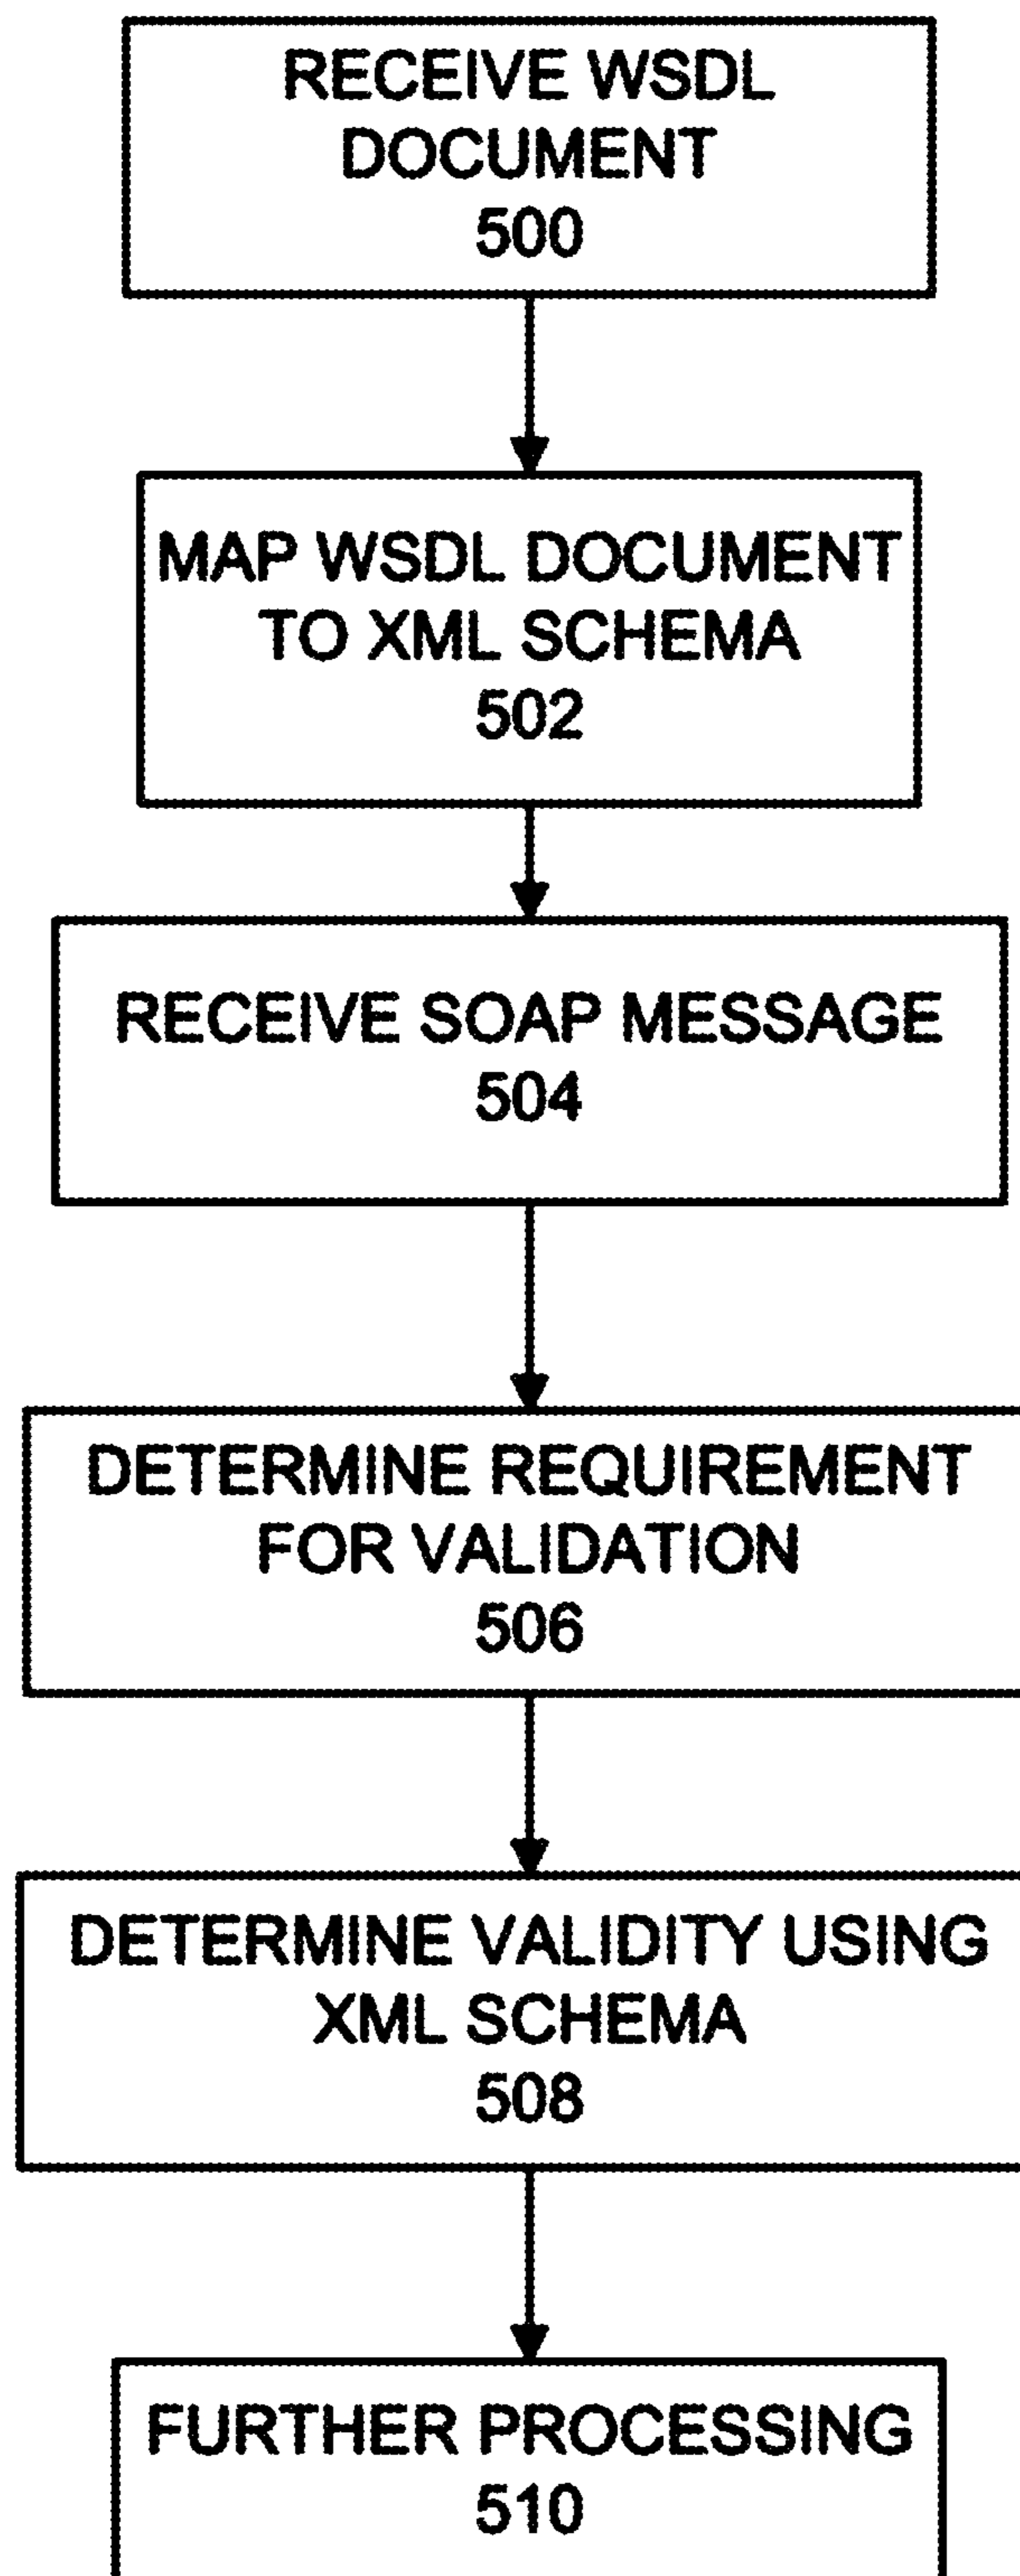 RECEIVE WSDL
DOCUMENT
500
MAP WSDL DOCUMENT
TO XML SCHEMA
502
RECEIVE SOAP MESSAGE
504
DETERMINE REQUIREMENT
FOR VALIDATION
506
DETERMINE VALIDITY USING
XML SCHEMA
508
FURTHER PROCESSING
510